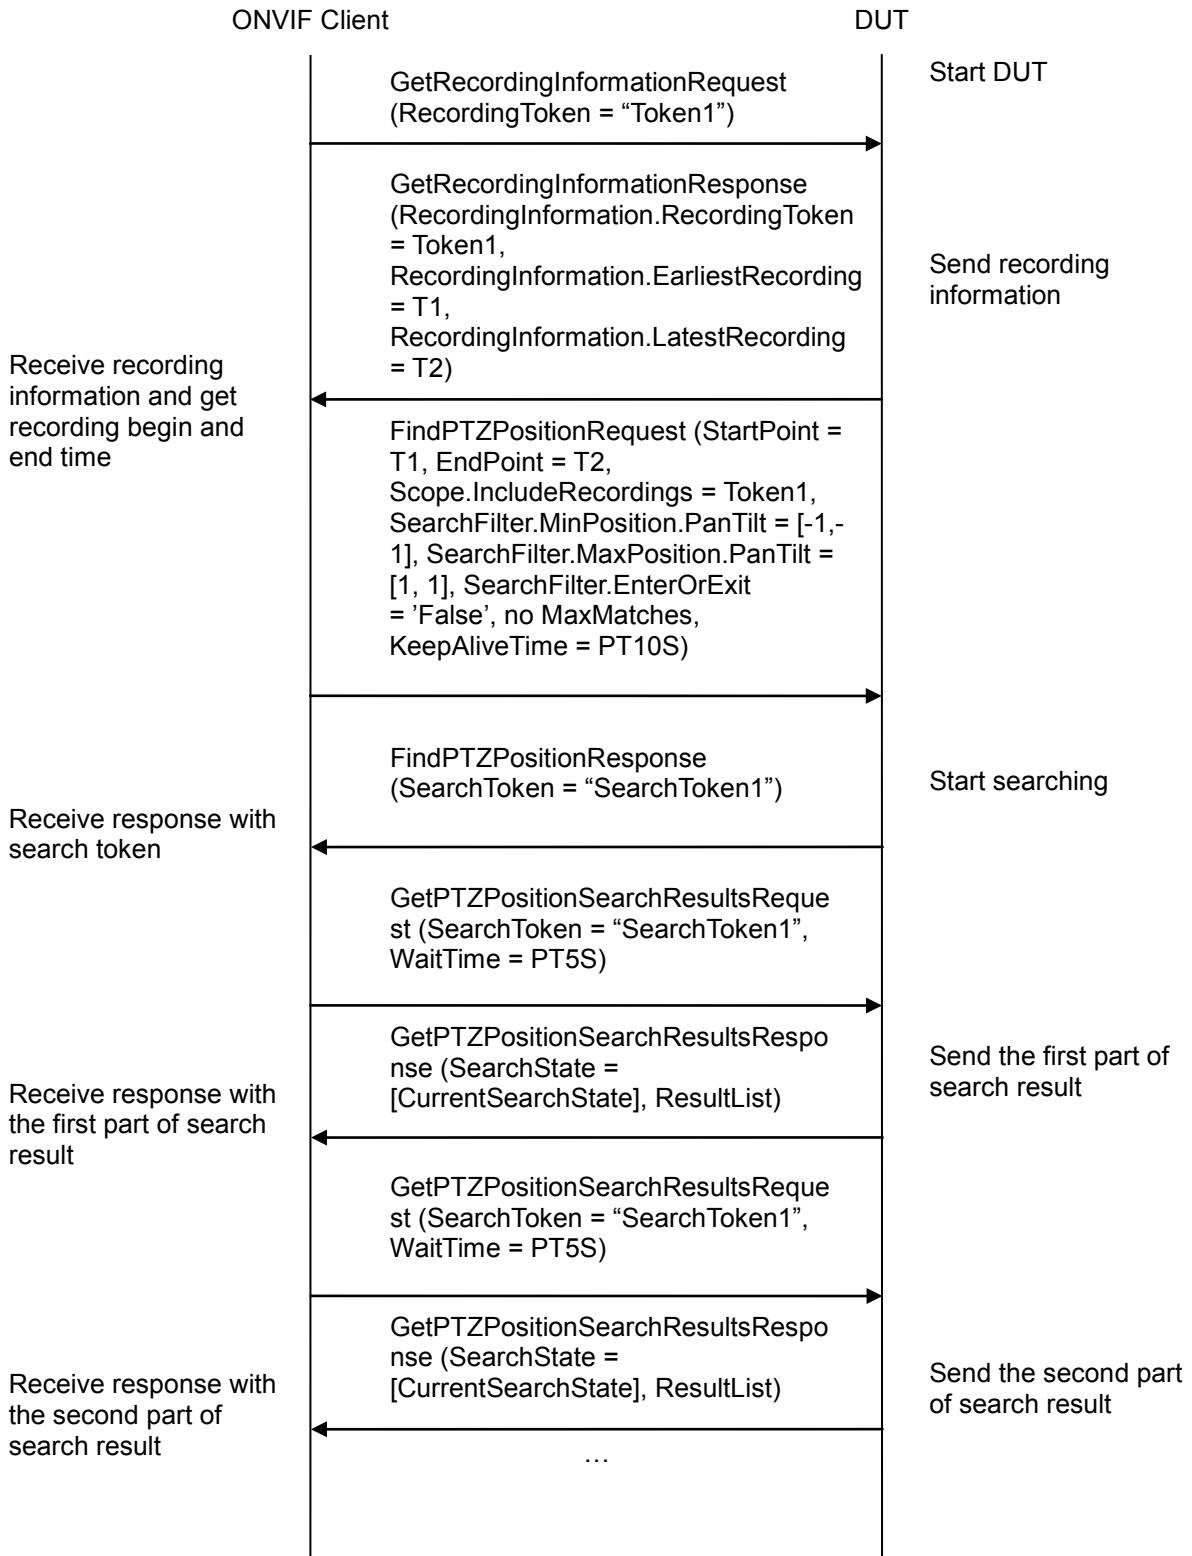 ONVIF Client
DUT
Start DUT
GetRecordingInformationRequest
(RecordingToken = “Token1”)
GetRecordingInformationResponse
(RecordingInformation.RecordingToken
= Token1,
RecordingInformation.EarliestRecording
= T1,
RecordingInformation.LatestRecording
= T2)
Send recording
information
Receive recording
information and get
recording begin and
end time
FindPTZPositionRequest (StartPoint =
T1, EndPoint = T2,
Scope.IncludeRecordings = Token1,
SearchFilter.MinPosition.PanTilt = [-1,-
1], SearchFilter.MaxPosition.PanTilt =
[1, 1], SearchFilter.EnterOrExit
= ’False’, no MaxMatches,
KeepAliveTime = PT10S)
FindPTZPositionResponse
(SearchToken = “SearchToken1”)
Start searching
Receive response with
search token
GetPTZPositionSearchResultsReque
st (SearchToken = “SearchToken1”,
WaitTime = PT5S)
GetPTZPositionSearchResultsRespo
nse (SearchState =
[CurrentSearchState], ResultList)
Send the first part of
search result
Receive response with
the first part of search
result
GetPTZPositionSearchResultsReque
st (SearchToken = “SearchToken1”,
WaitTime = PT5S)
GetPTZPositionSearchResultsRespo
nse (SearchState =
[CurrentSearchState], ResultList)
Send the second part
of search result
Receive response with
the second part of
search result
…